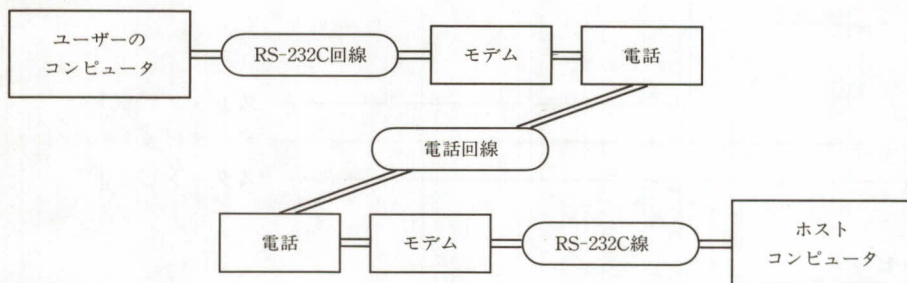 ユーザーの
コンピュータ
RS-232C回線
モデム
電話
電話回線
電話
モデム
RS-232C線
ホスト
コンピュータ